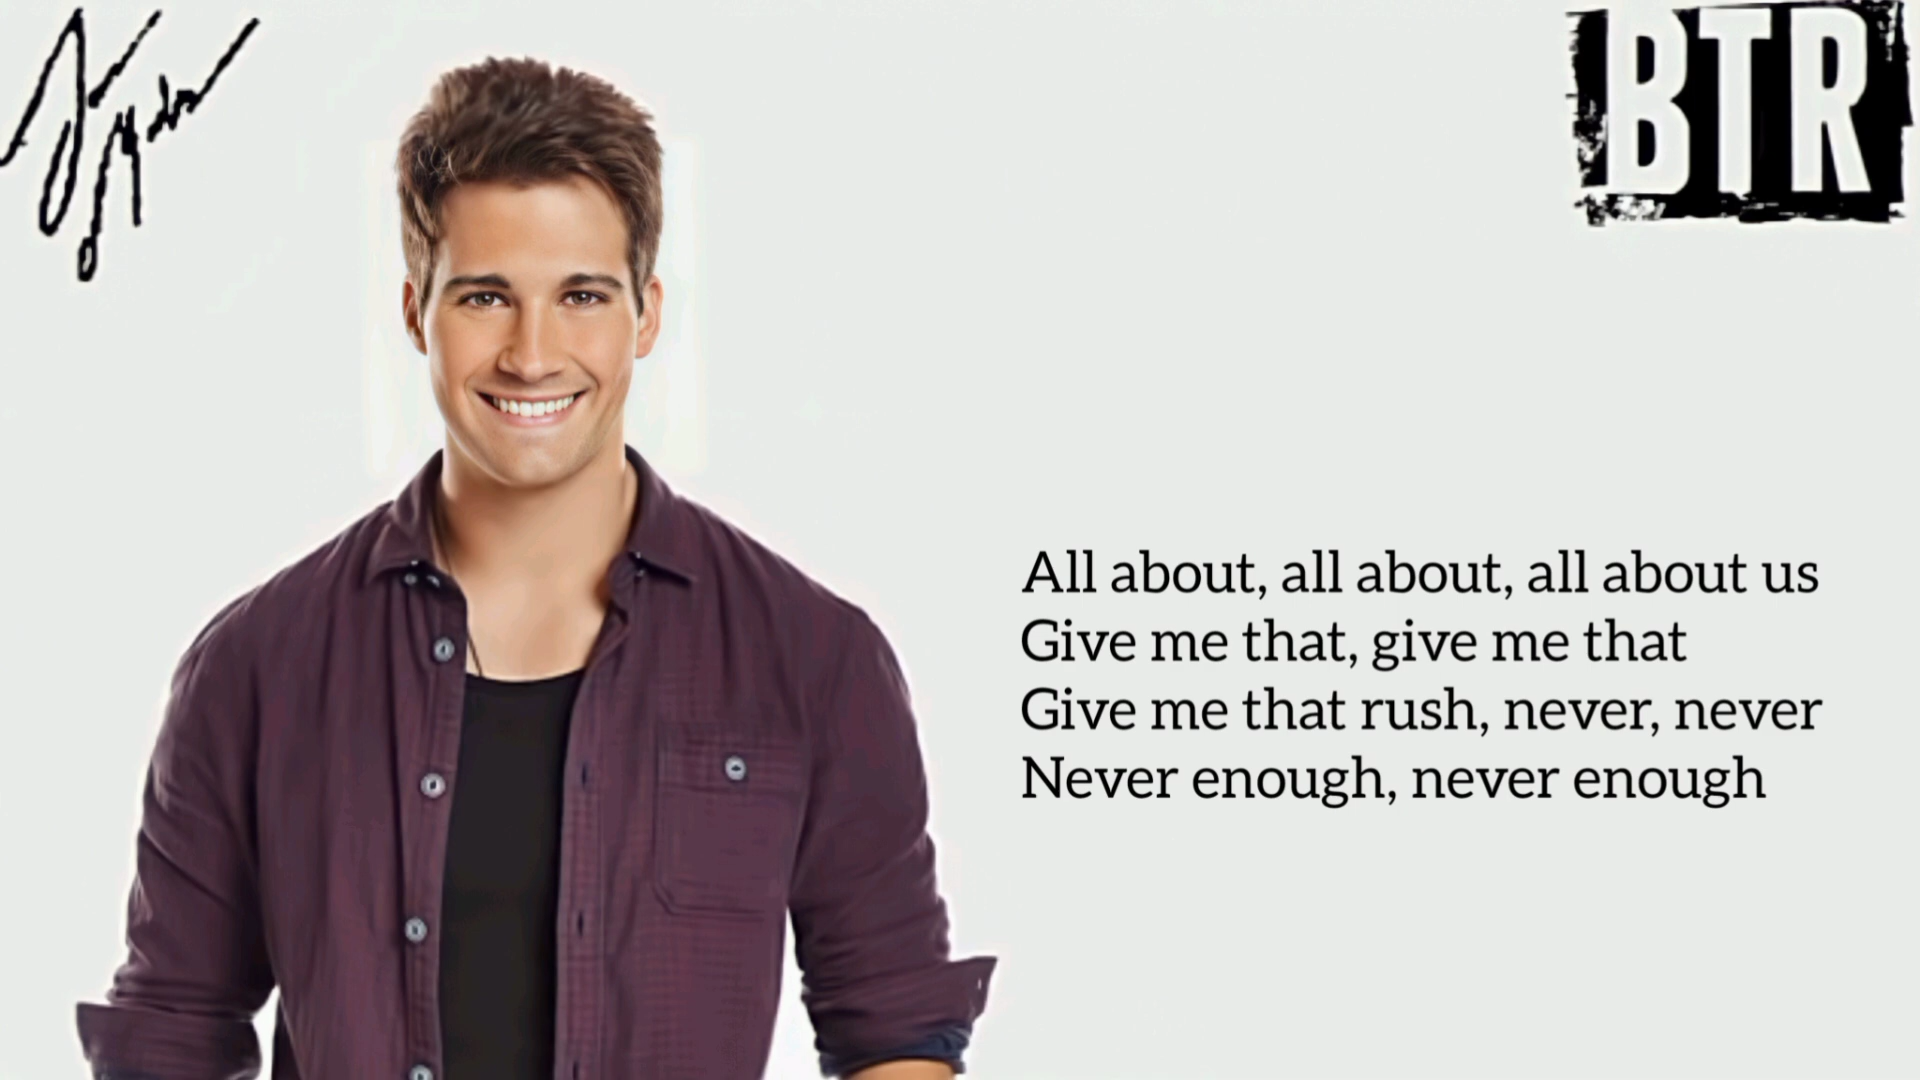 BTR
All about, all about, all about us
Give me that, give me that
Give me that rush, never, never
Never enough, never enough